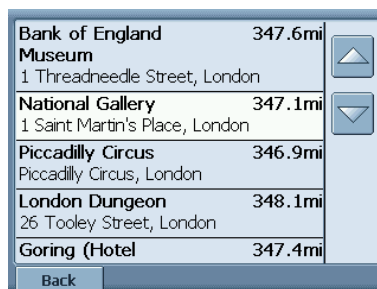 Bank of England 347.6mi
Museum
1 Threadneedle Street, London
National Gallery 347.1mi
1 Saint Martin's Place, London
Piccadilly Circus 346.9mi
Piccadilly Circus, London
London Dungeon 348.1mi
26 Tooley Street, London
Goring (Hotel 347.4mi
Back